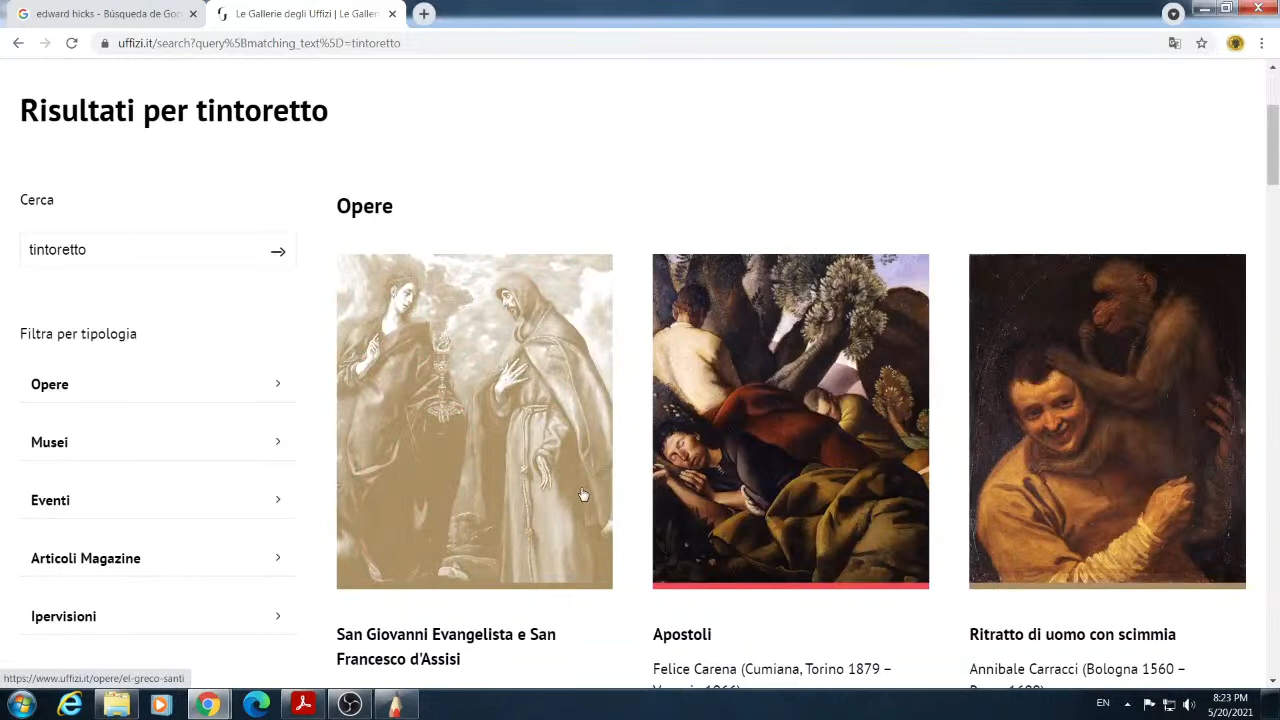 edward hicks - Búsqueda de Go
Le Gallerie degli Uffizi | Le Galler
uffizi.it/search?query%5Bmatching_text%5D=tintoretto
Risultati per tintoretto
Cerca
tintoretto
Filtra per tipologia
Opere
Musei
Eventi
Articoli Magazine
Ipervisioni
Opere
San Giovanni Evangelista e San
Francesco d'Assisi
Apostoli
Felice Carena (Cumiana, Torino 1879 –
Ritratto di uomo con scimmia
Annibale Carracci (Bologna 1560 –
https://www.uffizi.it/opere/el-greco-santi
EN
8:23 PM
5/20/2021